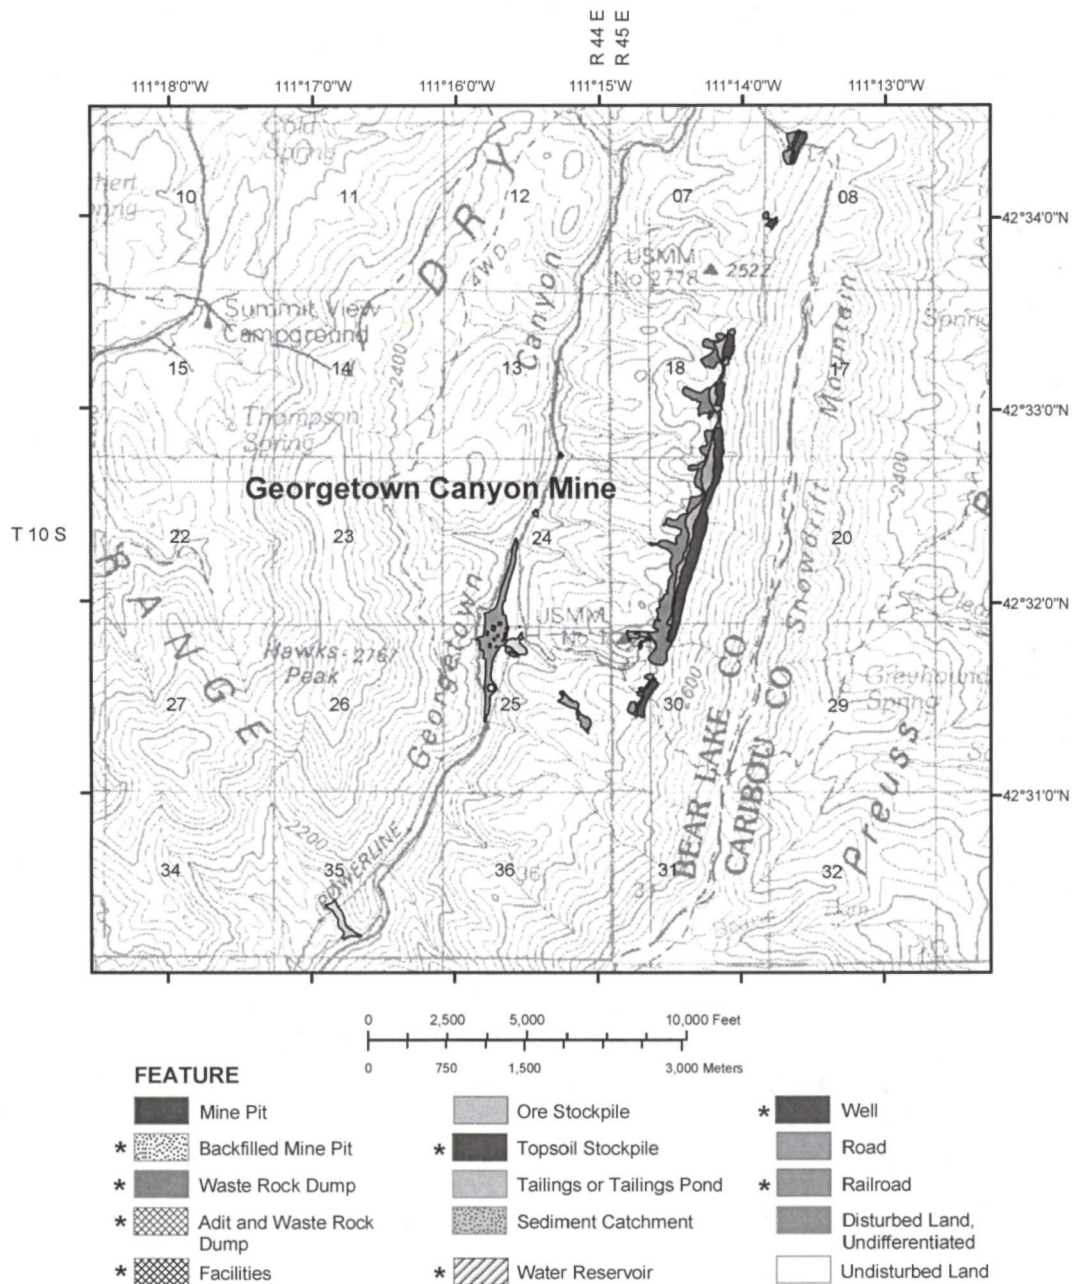 R 44 E
R 45 E
111°18'0"W 111°17'0"W 111°16'0"W 111°15'0"W 111°14'0"W 111°13'0"W
Cold
Spring
10 11 12 07 08
42°34'0"N
DRY
4WD
USMM
No 2778 2522
Summit View
Campground
Canyon
Mountain
Spring
15 14 13 18 17
2400
42°33'0"N
Thompson
Spring
2400
Georgetown Canyon Mine
T 10 S
22 23 24 20
Snowdrift
RANGE
42°32'0"N
USMM
No 1
Georgetown
Hawks 2767
Peak
Greyhound
Spring
27 26 25 30 2600 29
BEAR LAKE CO
CARIBOU CO
Preuss
42°31'0"N
2200
POWERLINE
34 35 36 36 31 32
0 2,500 5,000 10,000 Feet
0 750 1,500 3,000 Meters
FEATURE
Mine Pit
* Backfilled Mine Pit
* Waste Rock Dump
* Adit and Waste Rock
Dump
* Facilities
Ore Stockpile
* Topsoil Stockpile
Tailings or Tailings Pond
Sediment Catchment
* Water Reservoir
* Well
Road
* Railroad
Disturbed Land,
Undifferentiated
Undisturbed Land